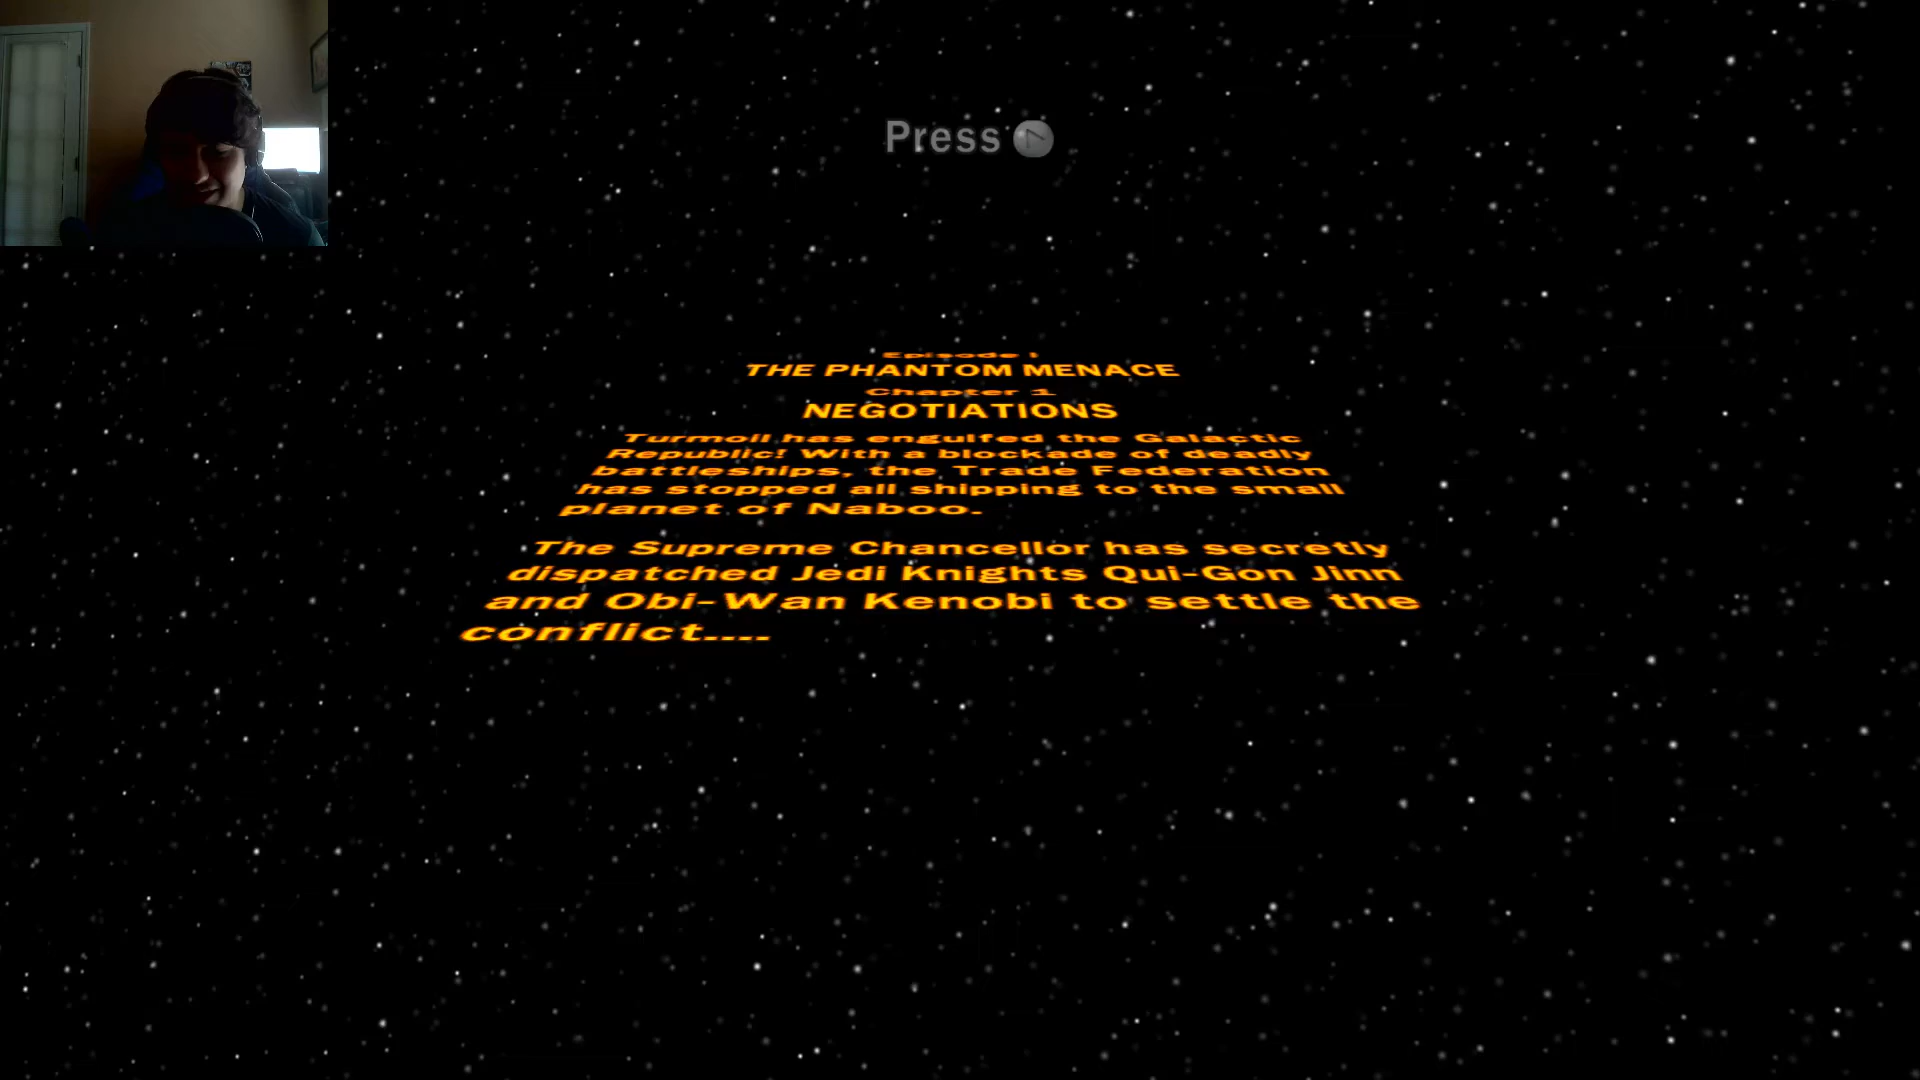 Press
Episode I
THE PHANTOM MENACE
Chapter 1
NEGOTIATIONS
Turmoil has engulfed the Galactic
Republic! With a blockade of deadly
battleships, the Trade Federation
has stopped all shipping to the small
planet of Naboo.
The Supreme Chancellor has secretly
dispatched Jedi Knights Qui-Gon Jinn
and Obi-Wan Kenobi to settle the
conflict....